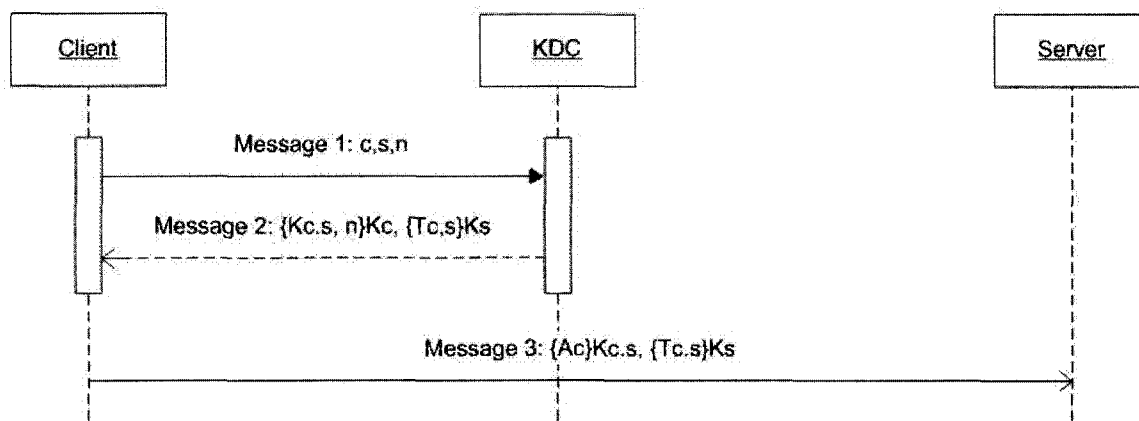 Client
KDC
Server
Message 1: c,s,n
Message 2: {Kc.s, n}Kc, {Tc,s}Ks
Message 3: {Ac}Kc.s, {Tc.s}Ks